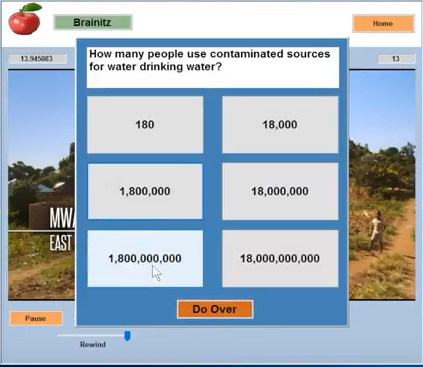 Brainitz
Home
How many people use contaminated sources
for water drinking water?
13.945083
13
180
18,000
1,800,000
18,000,000
MWA
EAST
1,800,000,000
18,000,000,000
Do Over
Pause
Rewind